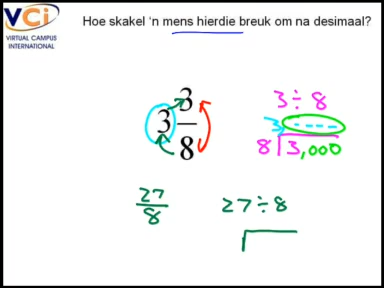 VCi
VIRTUAL CAMPUS
INTERNATIONAL
Hoe skakel 'n mens hierdie breuk om na desimaal?
3 3/8
3 ÷ 8
3
8 3,000
27/8
27 ÷ 8